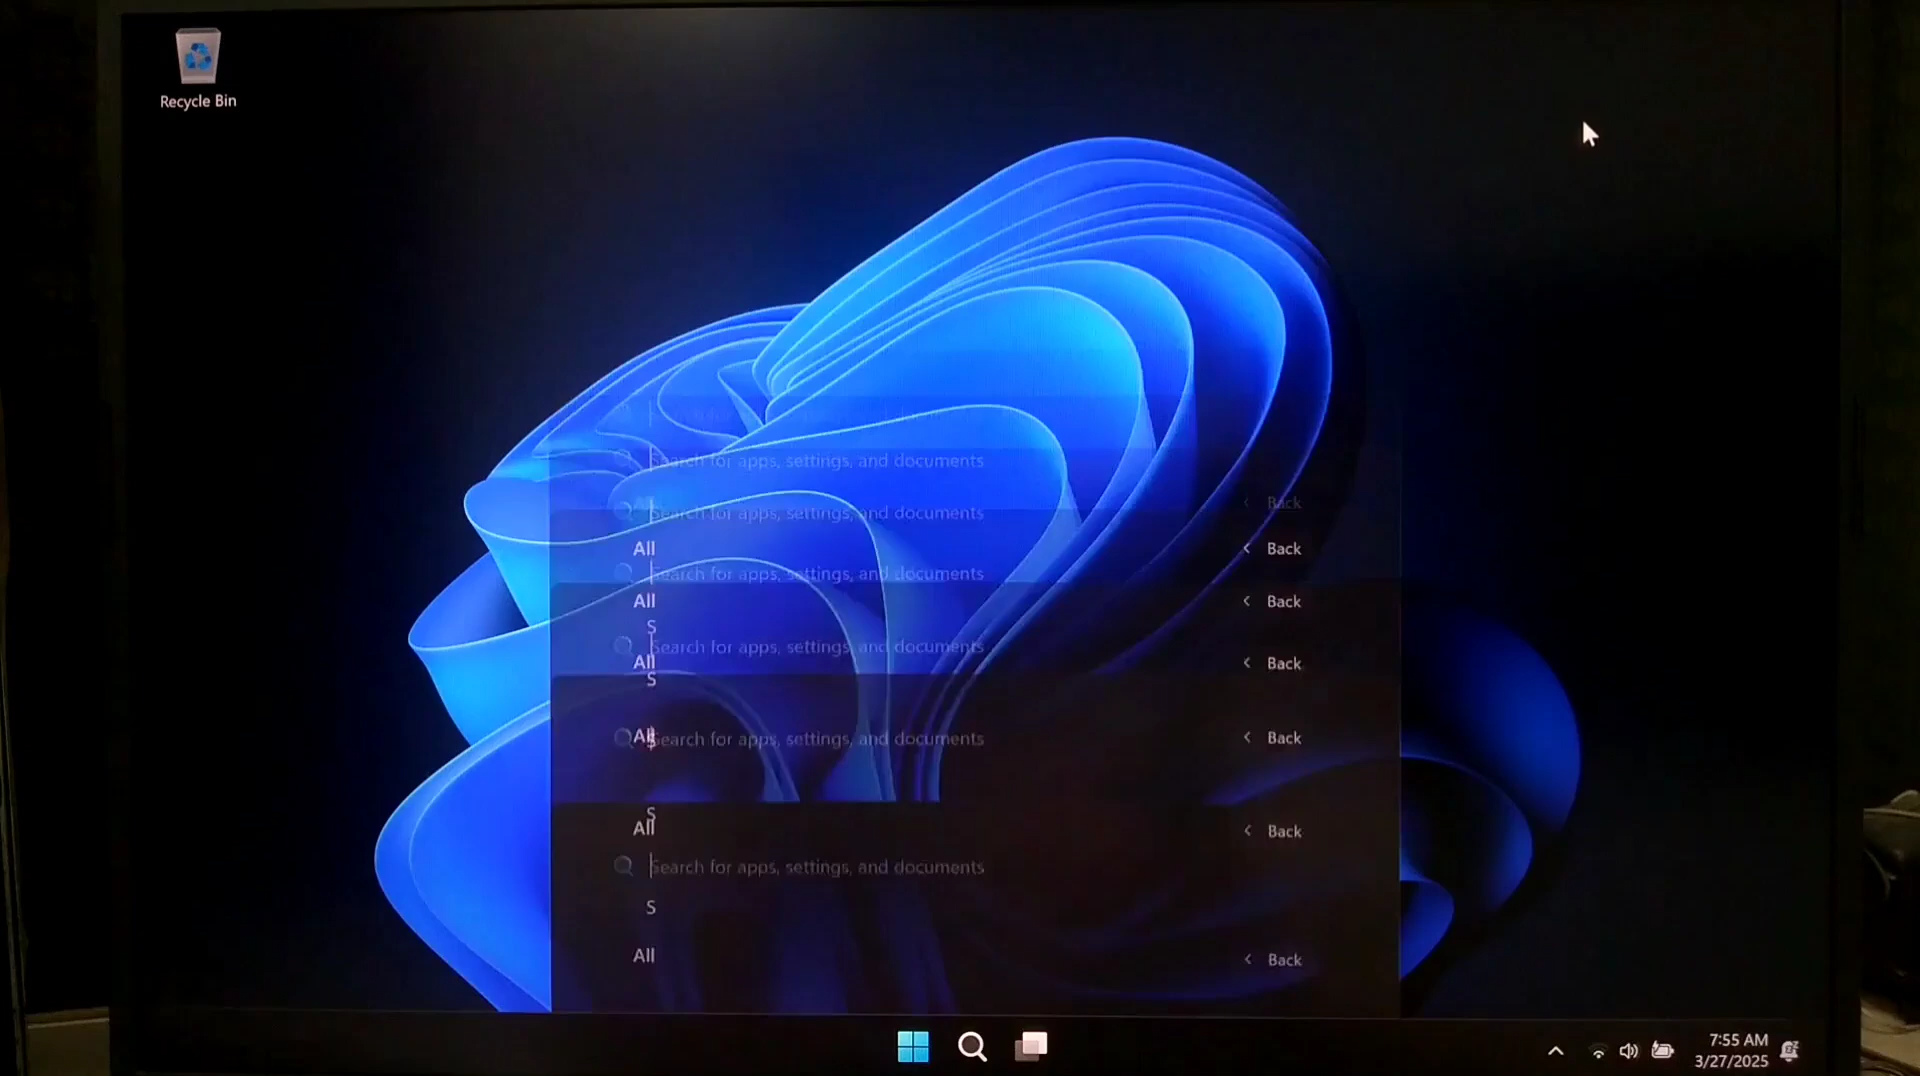 Recycle Bin
Search for apps, settings, and documents
Back
Search for apps, settings, and documents
All < Back
Search for apps, settings, and documents
All < Back
S
Search for apps, settings, and documents
All < Back
S
Search for apps, settings, and documents
All < Back
S
All < Back
Search for apps, settings, and documents
S
All < Back
7:55 AM
3/27/2025